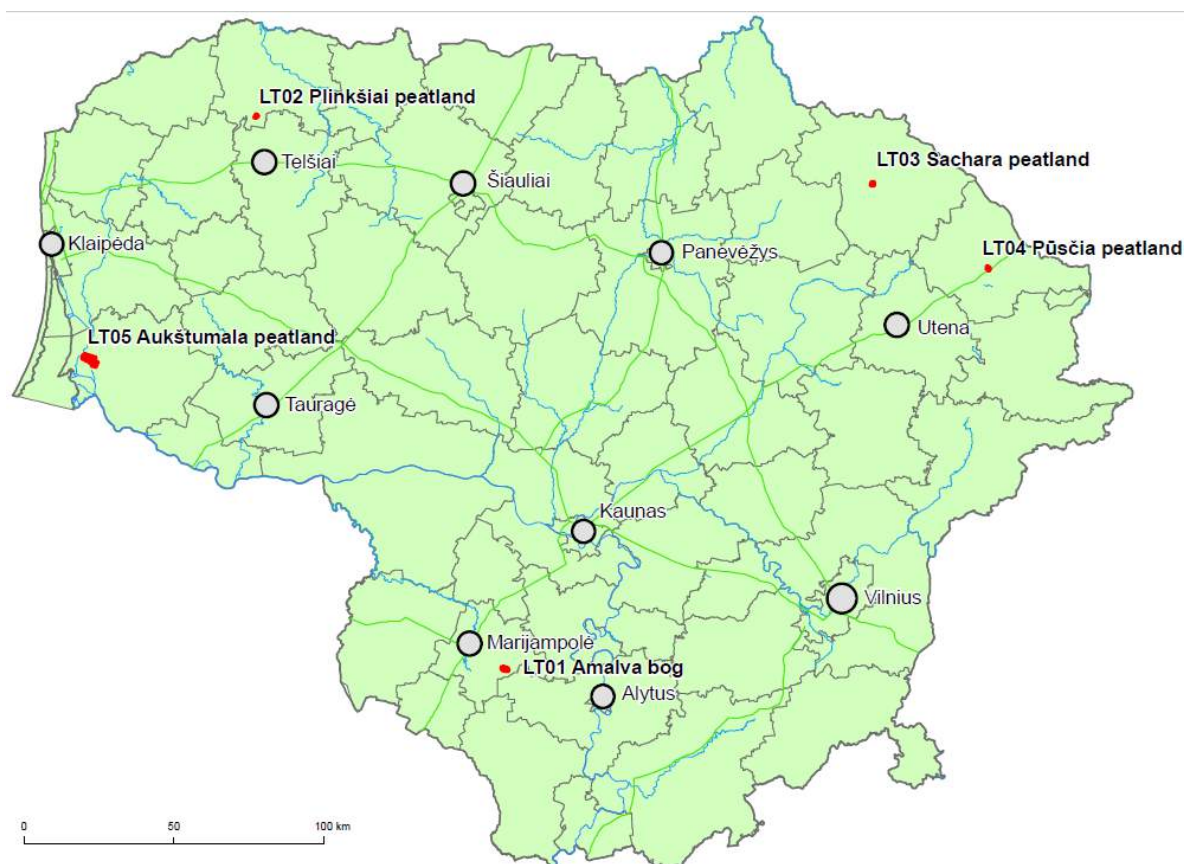 LT02 Plinkšiai peatland
Telšiai
Šiauliai
LT03 Sachara peatland
Klaipėda
Panevėžys
LT04 Pūsčia peatland
Utena
LT05 Aukštumala peatland
Tauragė
Kaunas
Vilnius
Marijampolė
LT01 Amalva bog
Alytus
0 50 100 km